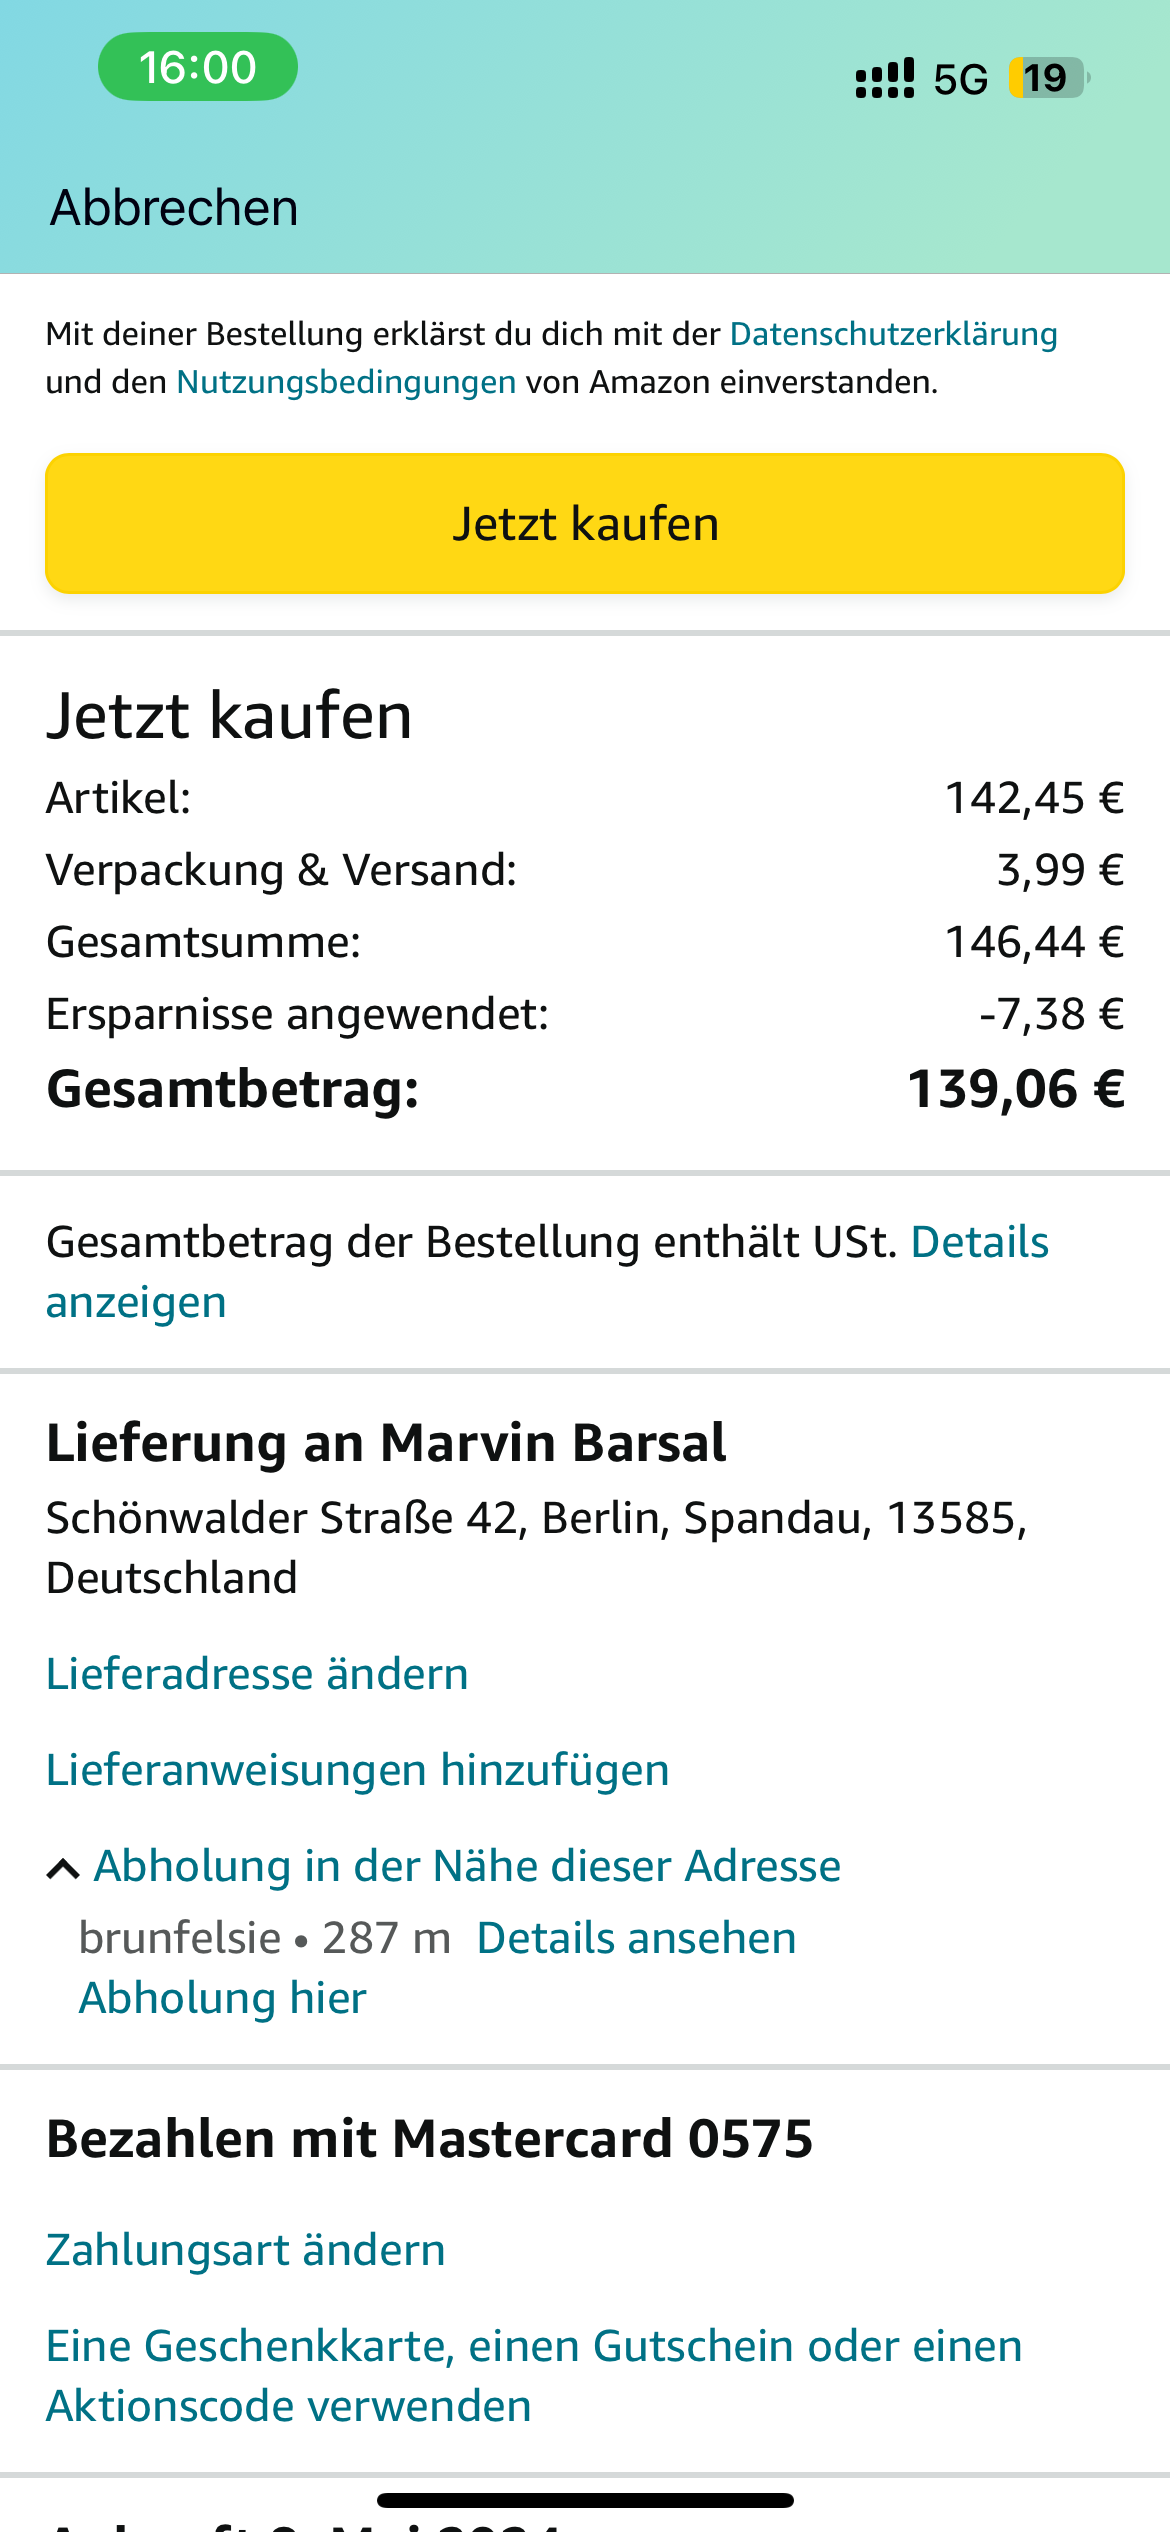 16:00 5G 19
Abbrechen
Mit deiner Bestellung erklärst du dich mit der Datenschutzerklärung
und den Nutzungsbedingungen von Amazon einverstanden.
Jetzt kaufen
Jetzt kaufen
Artikel: 142,45 €
Verpackung & Versand: 3,99 €
Gesamtsumme: 146,44 €
Ersparnisse angewendet: -7,38 €
Gesamtbetrag: 139,06 €
Gesamtbetrag der Bestellung enthält USt. Details
anzeigen
Lieferung an Marvin Barsal
Schönwalder Straße 42, Berlin, Spandau, 13585,
Deutschland
Lieferadresse ändern
Lieferanweisungen hinzufügen
Abholung in der Nähe dieser Adresse
brunfelsie • 287 m Details ansehen
Abholung hier
Bezahlen mit Mastercard 0575
Zahlungsart ändern
Eine Geschenkkarte, einen Gutschein oder einen
Aktionscode verwenden